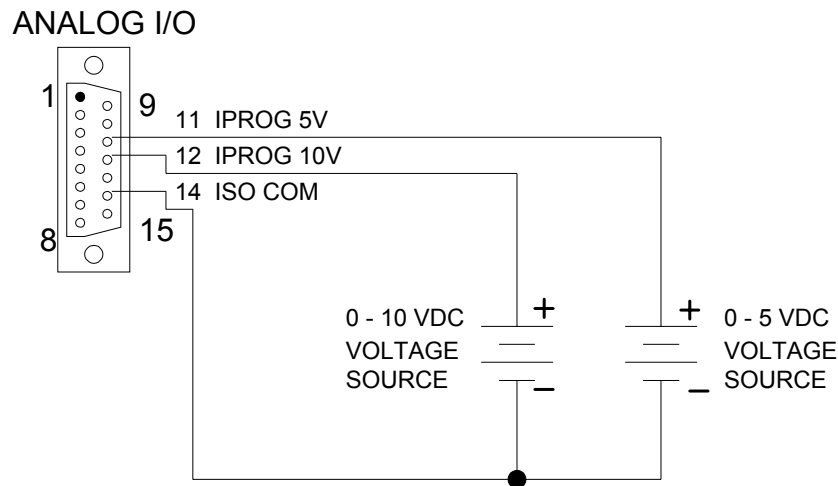 ANALOG I/O
1
9
11 IPROG 5V
12 IPROG 10V
14 ISO COM
8
15
0 - 10 VDC
VOLTAGE
SOURCE
+
−
0 - 5 VDC
VOLTAGE
SOURCE
+
−